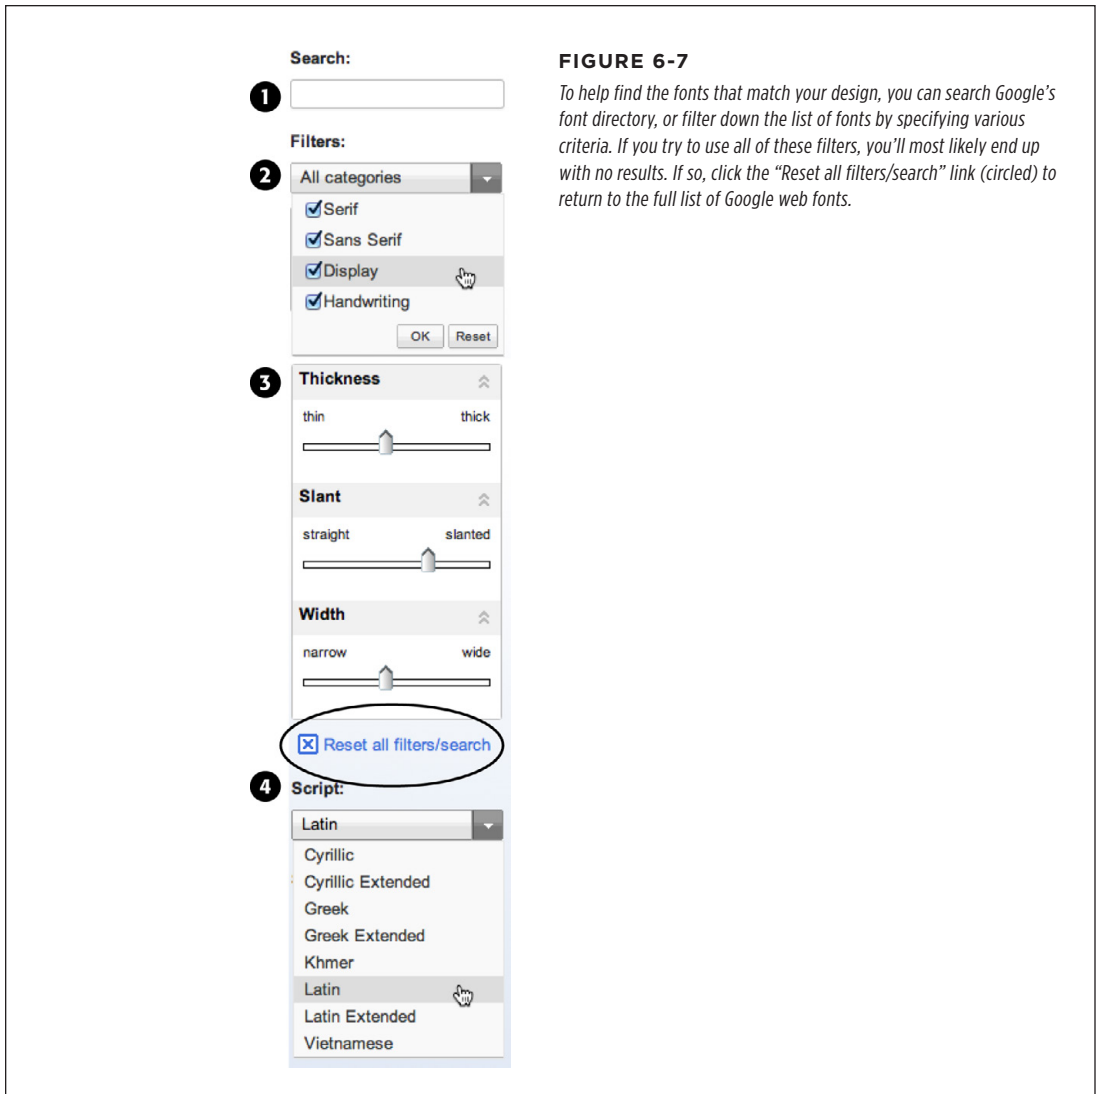 Search:
1
Filters:
2
All categories
Serif
Sans Serif
Display
Handwriting
OK Reset
3
Thickness
thin thick
Slant
straight slanted
Width
narrow wide
Reset all filters/search
4
Script:
Latin
Cyrillic
Cyrillic Extended
Greek
Greek Extended
Khmer
Latin
Latin Extended
Vietnamese
FIGURE 6-7
To help find the fonts that match your design, you can search Google’s
font directory, or filter down the list of fonts by specifying various
criteria. If you try to use all of these filters, you’ll most likely end up
with no results. If so, click the “Reset all filters/search” link (circled) to
return to the full list of Google web fonts.